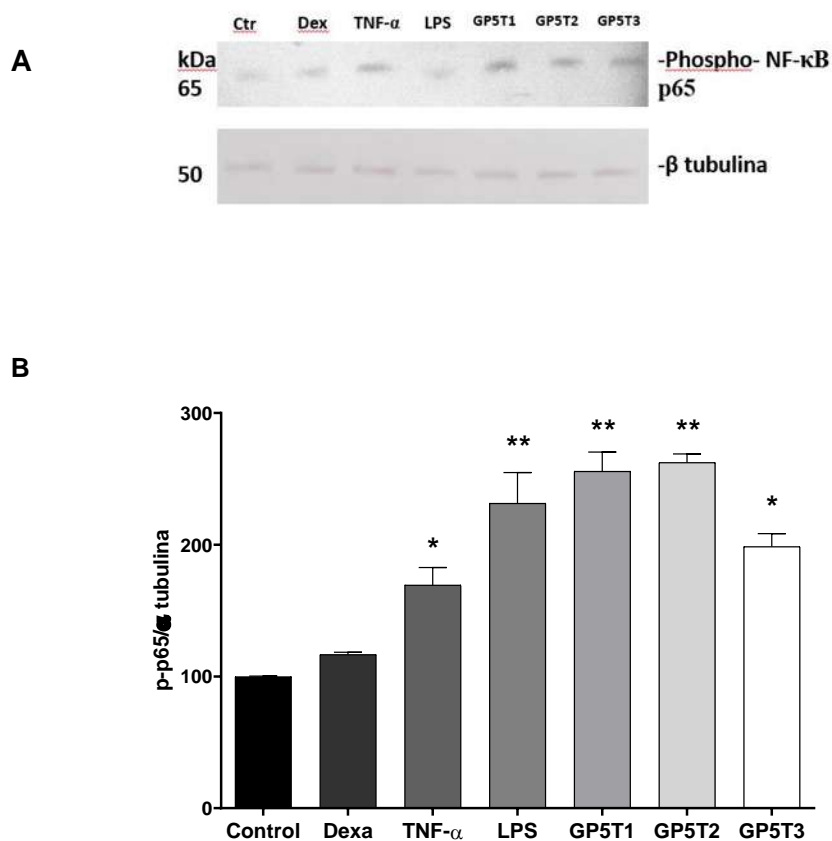 A
Ctr Dex TNF-α LPS GP5T1 GP5T2 GP5T3
kDa
65
-Phospho- NF-κB
p65
50
-β tubulina
B
p-p65/α tubulina
300
200
100
0
*
**
**
**
*
Control Dexa TNF-α LPS GP5T1 GP5T2 GP5T3